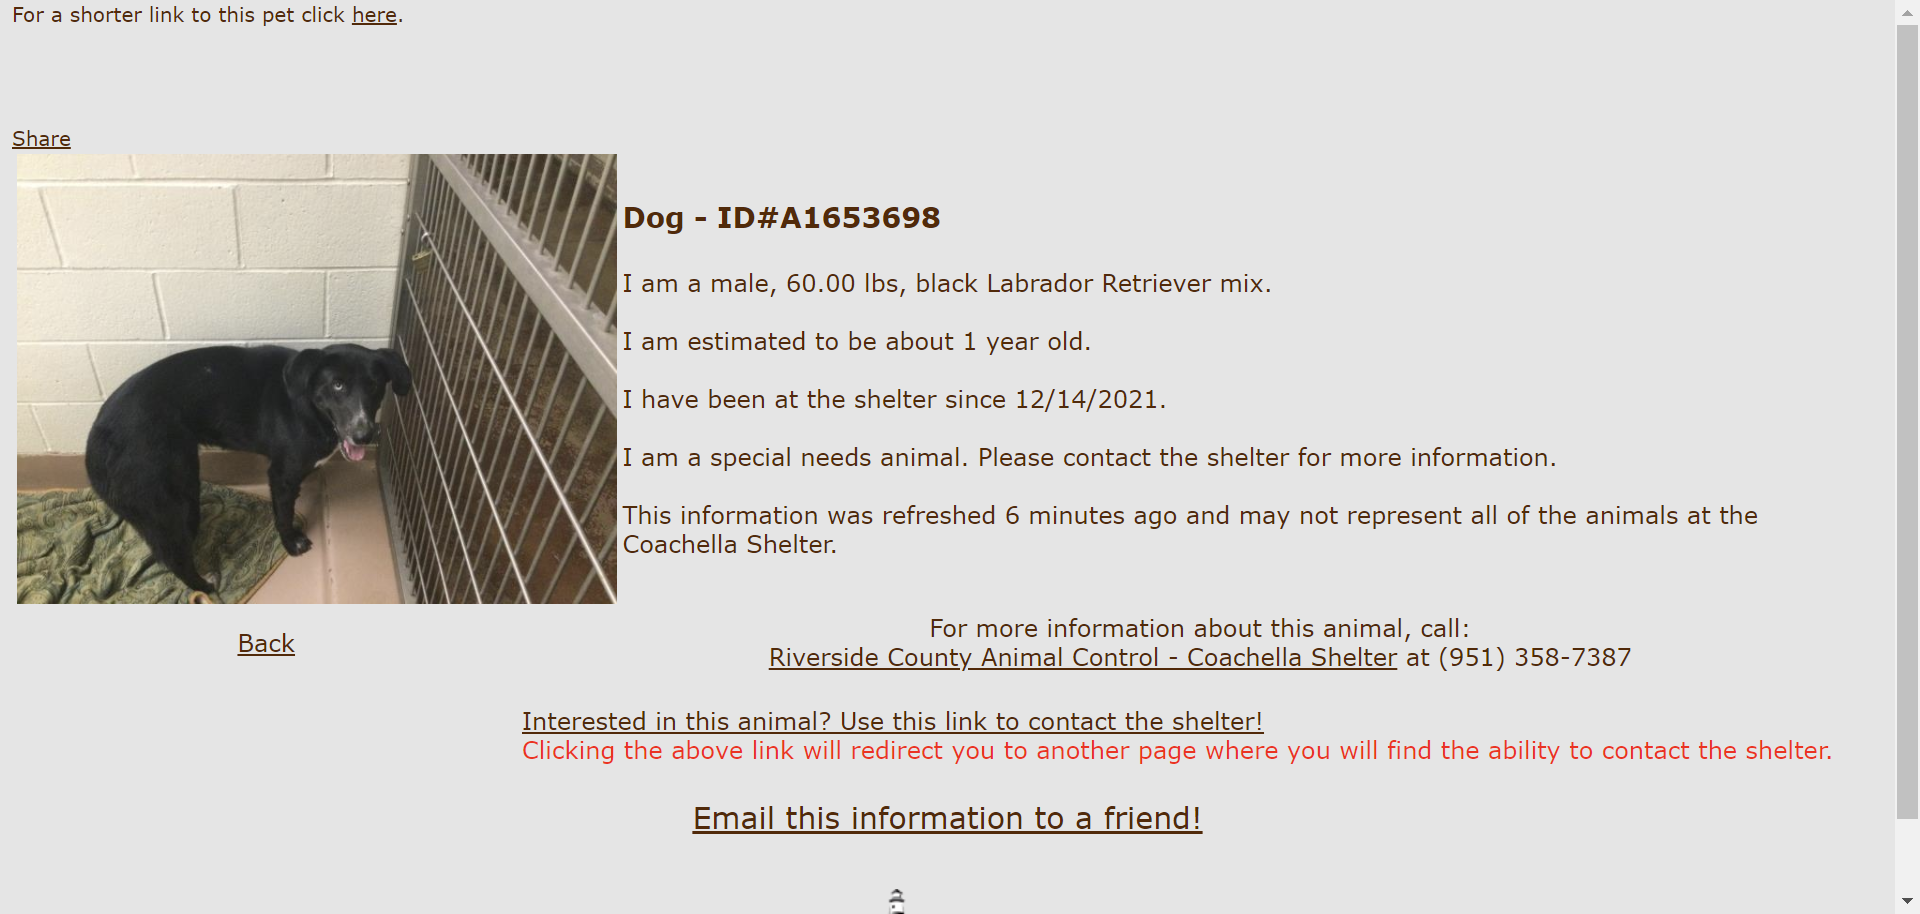 For a shorter link to this pet click here.
Share
Dog - ID#A1653698
I am a male, 60.00 lbs, black Labrador Retriever mix.
I am estimated to be about 1 year old.
I have been at the shelter since 12/14/2021.
I am a special needs animal. Please contact the shelter for more information.
This information was refreshed 6 minutes ago and may not represent all of the animals at the
Coachella Shelter.
Back
For more information about this animal, call:
Riverside County Animal Control - Coachella Shelter at (951) 358-7387
Interested in this animal? Use this link to contact the shelter!
Clicking the above link will redirect you to another page where you will find the ability to contact the shelter.
Email this information to a friend!